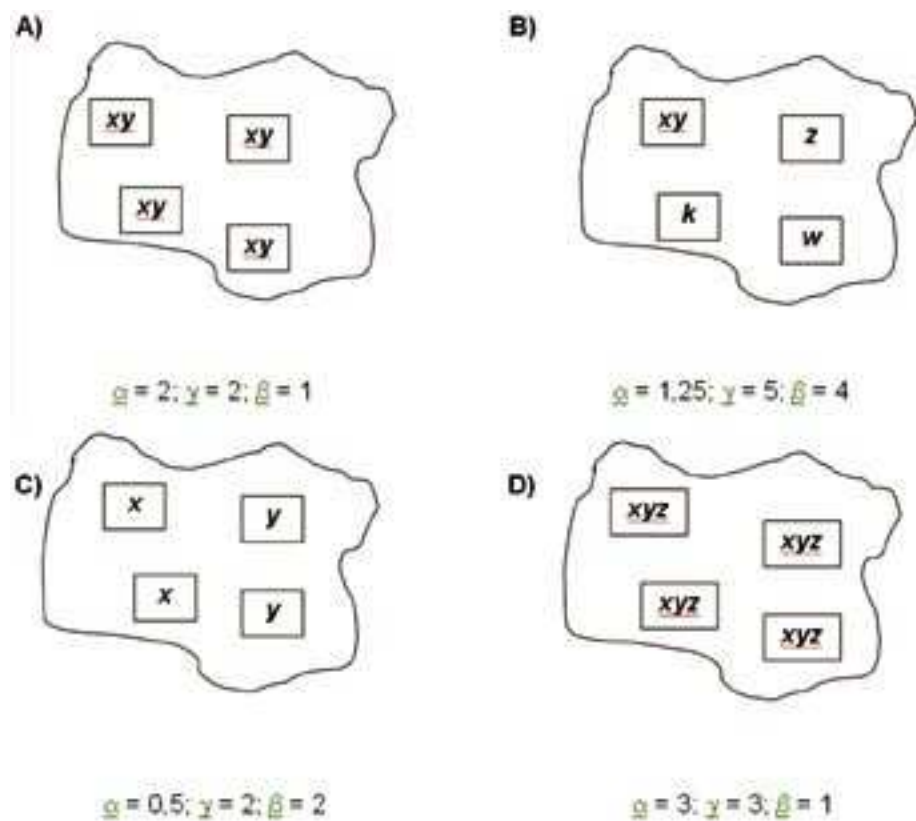 A)
xy
xy
xy
xy
α = 2; γ = 2; β = 1
B)
xy
z
k
w
α = 1,25; γ = 5; β = 4
C)
x
y
x
y
α = 0,5; γ = 2; β = 2
D)
xyz
xyz
xyz
xyz
α = 3; γ = 3; β = 1